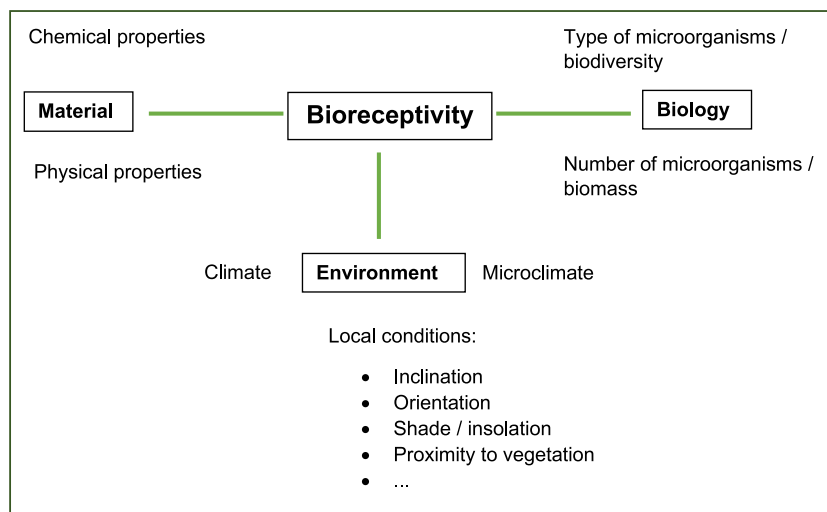 Chemical properties
Type of microorganisms /
biodiversity
Material
Bioreceptivity
Biology
Physical properties
Number of microorganisms /
biomass
Climate
Environment
Microclimate
Local conditions:
• Inclination
• Orientation
• Shade / insolation
• Proximity to vegetation
• ...